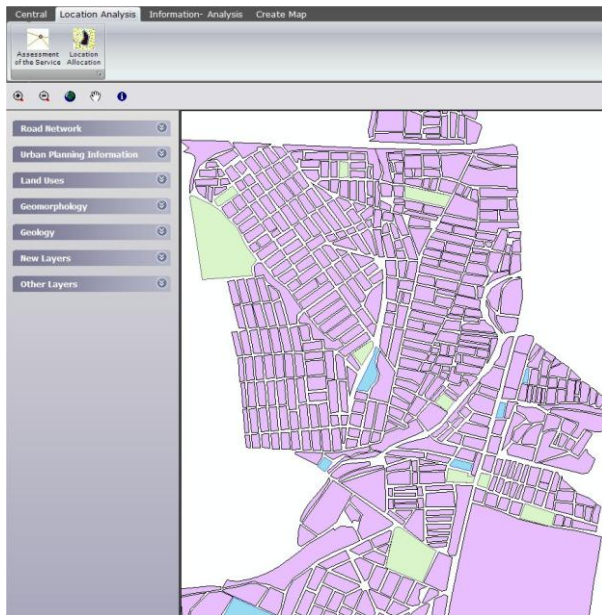 Central Location Analysis Information- Analysis Create Map
Assessment of the Service
Location Allocation
Road Network
Urban Planning Information
Land Uses
Geomorphology
Geology
New Layers
Other Layers